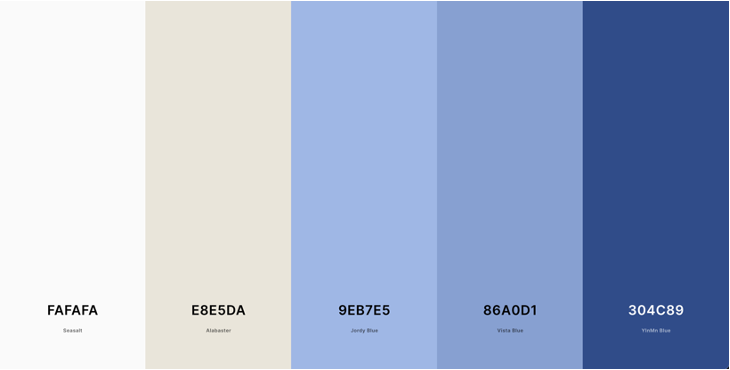 FAFAFA
Seasalt
E8E5DA
Alabaster
9EB7E5
Jordy Blue
86A0D1
Vista Blue
304C89
YInMn Blue